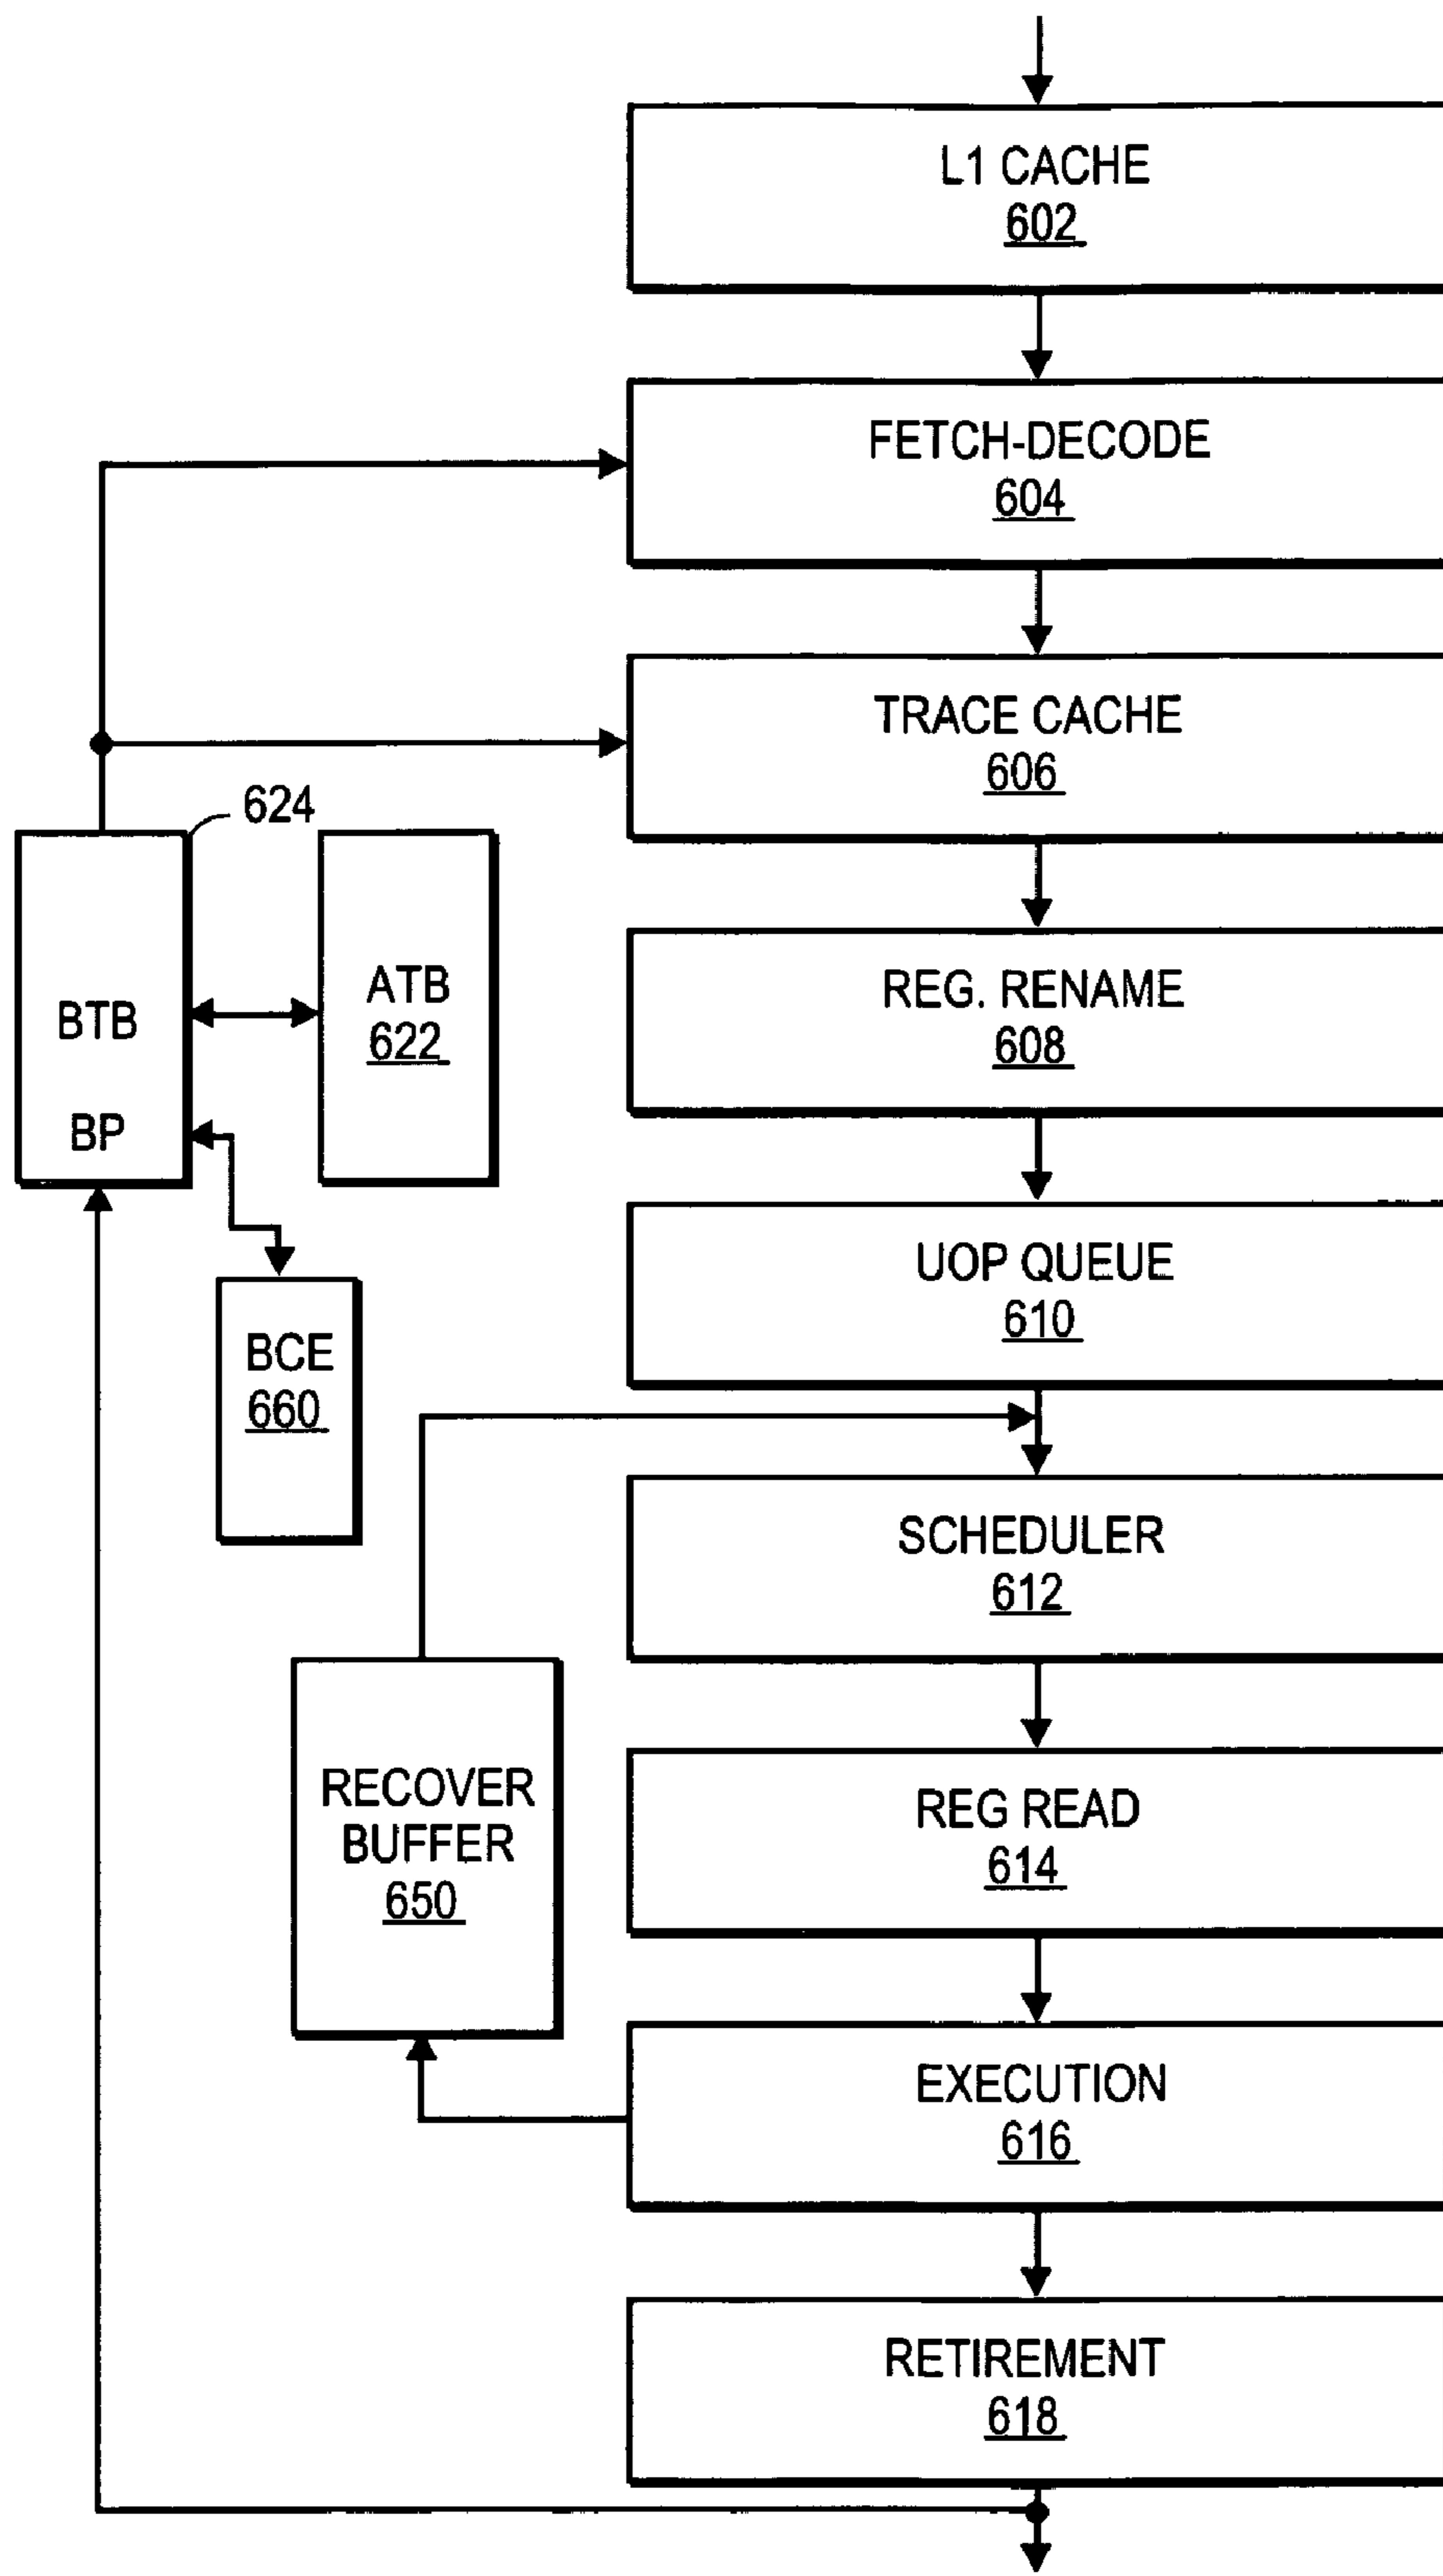 L1 CACHE
602
FETCH-DECODE
604
TRACE CACHE
606
624
BTB
BP
ATB
622
REG. RENAME
608
UOP QUEUE
610
BCE
660
SCHEDULER
612
RECOVER
BUFFER
650
REG READ
614
EXECUTION
616
RETIREMENT
618